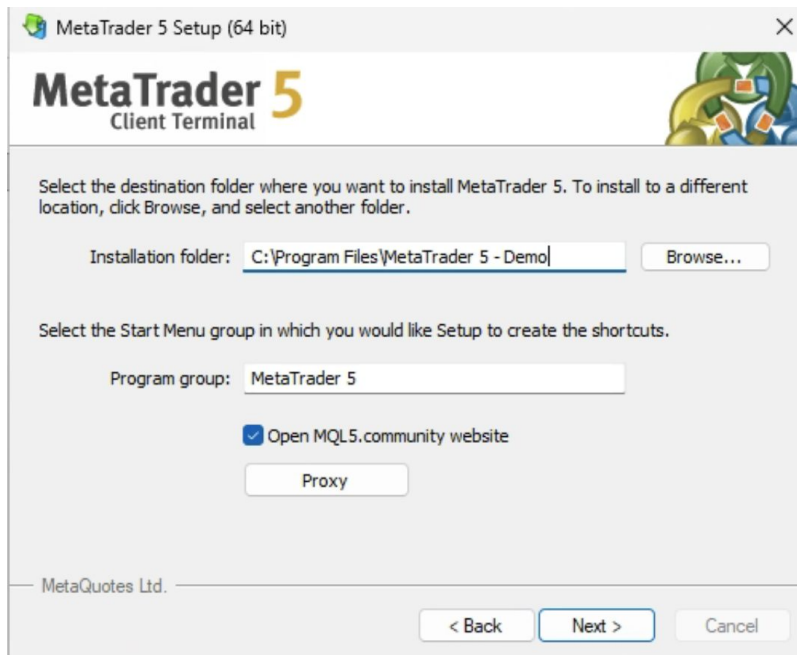 MetaTrader 5 Setup (64 bit)
MetaTrader 5
Client Terminal
Select the destination folder where you want to install MetaTrader 5. To install to a different
location, click Browse, and select another folder.
Installation folder: C:\Program Files\MetaTrader 5 - Demo Browse...
Select the Start Menu group in which you would like Setup to create the shortcuts.
Program group: MetaTrader 5
Open MQL5.community website
Proxy
MetaQuotes Ltd.
< Back Next > Cancel